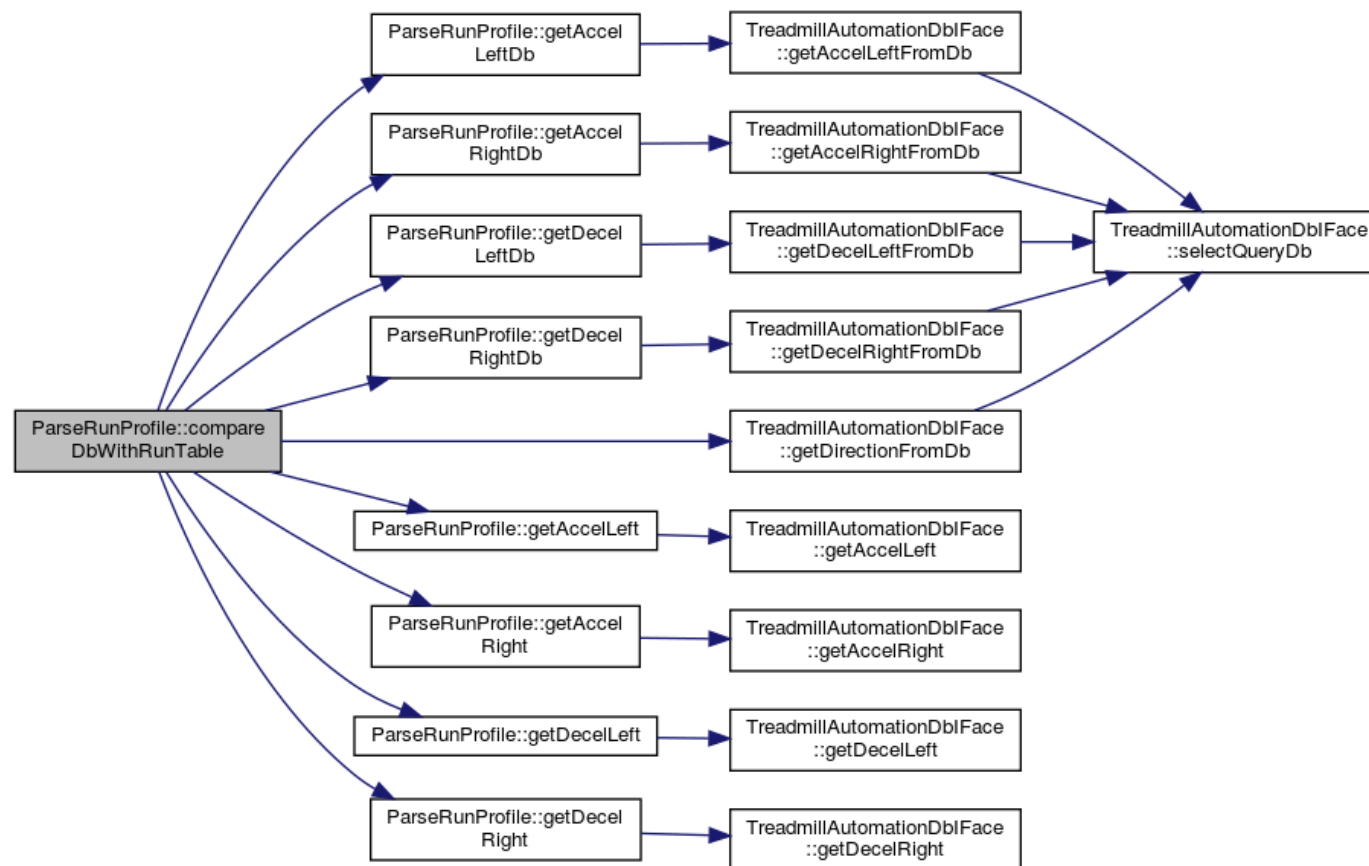 ParseRunProfile::getAccel
LeftDb
TreadmillAutomationDbIFace
::getAccelLeftFromDb
ParseRunProfile::getAccel
RightDb
TreadmillAutomationDbIFace
::getAccelRightFromDb
ParseRunProfile::getDecel
LeftDb
TreadmillAutomationDbIFace
::getDecelLeftFromDb
TreadmillAutomationDbIFace
::selectQueryDb
ParseRunProfile::getDecel
RightDb
TreadmillAutomationDbIFace
::getDecelRightFromDb
ParseRunProfile::compare
DbWithRunTable
TreadmillAutomationDbIFace
::getDirectionFromDb
ParseRunProfile::getAccelLeft
TreadmillAutomationDbIFace
::getAccelLeft
ParseRunProfile::getAccel
Right
TreadmillAutomationDbIFace
::getAccelRight
ParseRunProfile::getDecelLeft
TreadmillAutomationDbIFace
::getDecelLeft
ParseRunProfile::getDecel
Right
TreadmillAutomationDbIFace
::getDecelRight